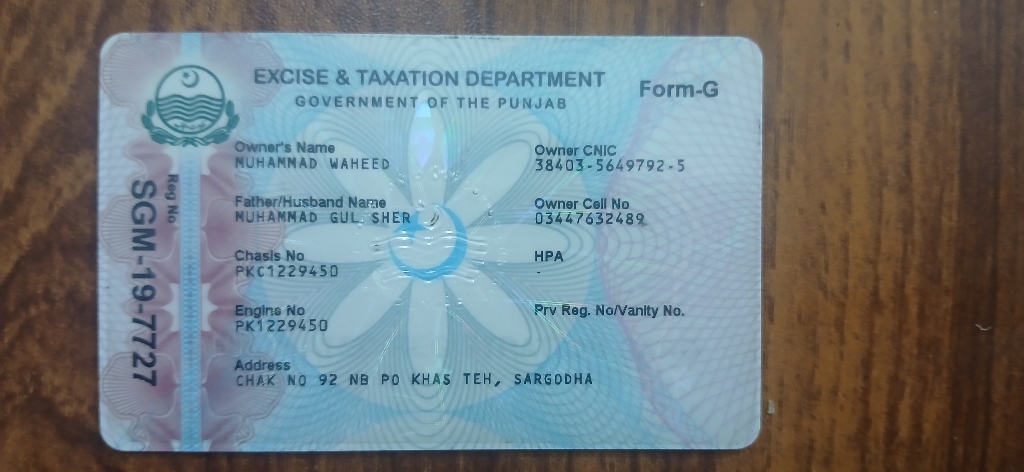 EXCISE & TAXATION DEPARTMENT
GOVERNMENT OF THE PUNJAB
Form-G
Reg No
SGM-19-7727
Owner's Name
MUHAMMAD WAHEED
Owner CNIC
38403-5649792-5
Father/Husband Name
MUHAMMAD GUL SHER
Owner Cell No
03447632489
Chasis No
PKC1229450
HPA
-
Engine No
PK1229450
Prv Reg. No/Vanity No.
Address
CHAK NO 92 NB PO KHAS TEH, SARGODHA